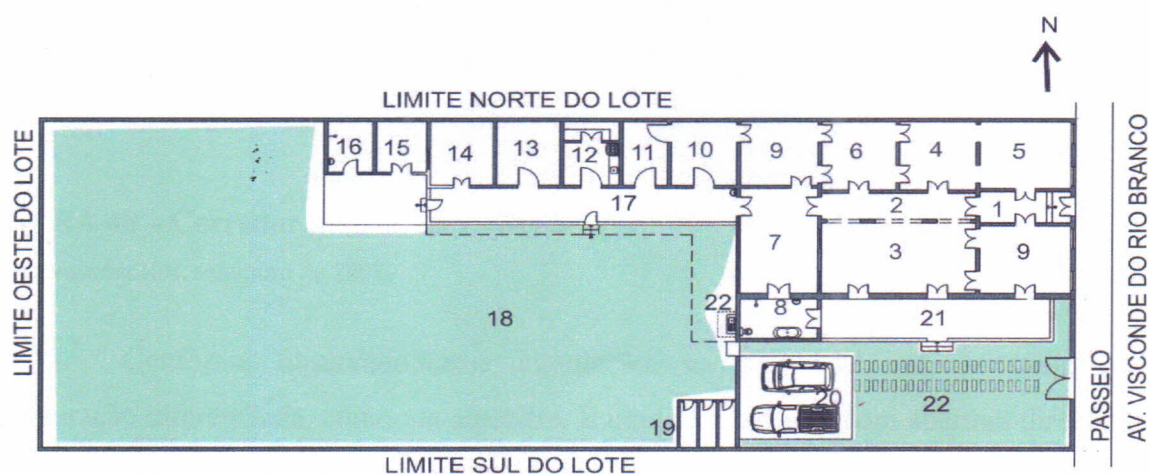 N
LIMITE NORTE DO LOTE
LIMITE OESTE DO LOTE
16 15 14 13 12 11 10 9 6 4 5
17 2 1
7 3 9
18 22 8 21
20 22
19
PASSEIO
AV. VISCONDE DO RIO BRANCO
LIMITE SUL DO LOTE